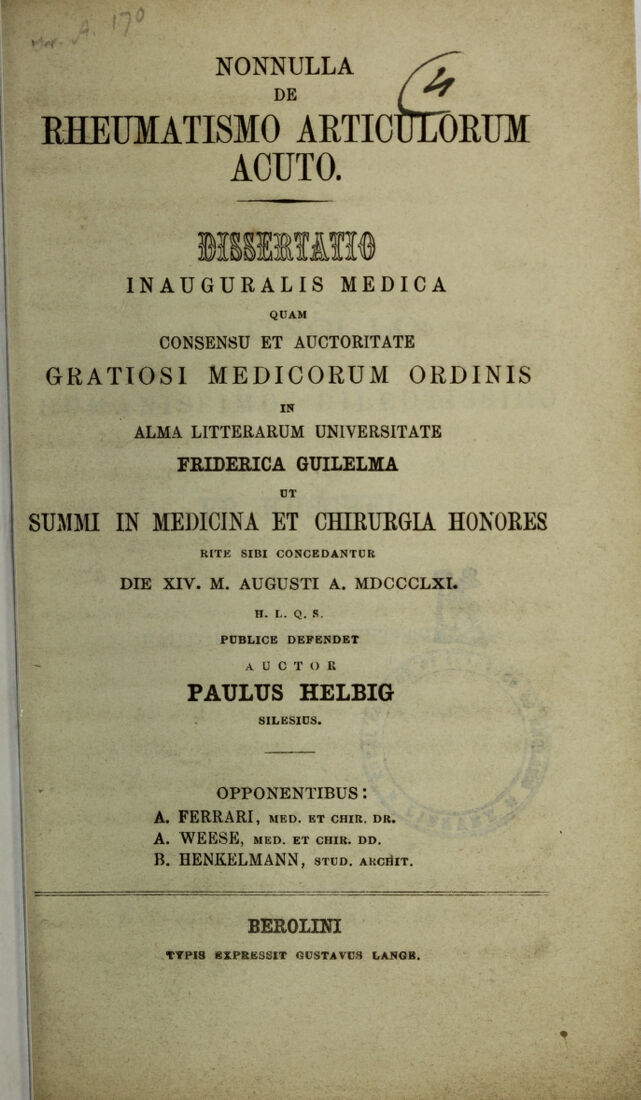 A. 170
NONNULLA
4
DE
RHEUMATISMO ARTICULORUM
ACUTO.
DISSERTATIO
INAUGURALIS MEDICA
QUAM
CONSENSU ET AUCTORITATE
GRATIOSI MEDICORUM ORDINIS
IN
ALMA LITTERARUM UNIVERSITATE
FRIDERICA GUILELMA
UT
SUMMI IN MEDICINA ET CHIRURGIA HONORES
RITE SIBI CONCEDANTUR
DIE XIV. M. AUGUSTI A. MDCCCLXI.
H. L. Q. S.
PUBLICE DEFENDET
AUCTOR
PAULUS HELBIG
SILESIUS.
OPPONENTIBUS:
A. FERRARI, MED. ET CHIR. DR.
A. WEESE, MED. ET CHIR. DD.
B. HENKELMANN, STUD. ARCHIT.
BEROLINI
TYPIS EXPRESSIT GUSTAVUS LANGE.